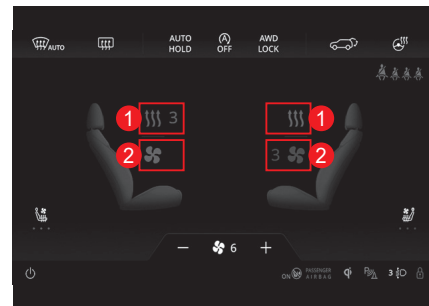 AUTO
AUTO HOLD
(A) OFF
AWD LOCK
1 3 1
2 3 2
6
ON PASSENGER AIRBAG
3